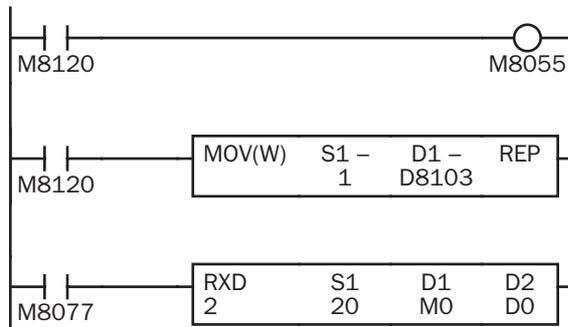 M8120
M8055
MOV(W) S1 – D1 – REP
1 D8103
M8120
RXD S1 D1 D2
2 20 M0 D0
M8077